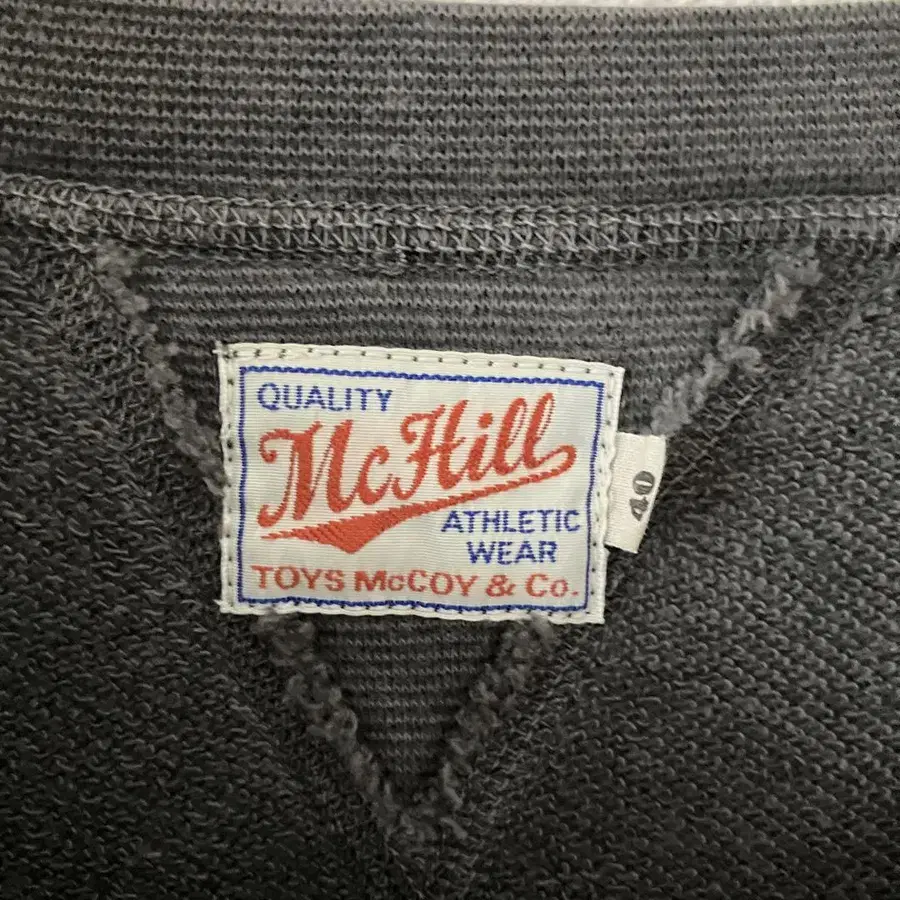 QUALITY
McHill
ATHLETIC
WEAR
TOYS McCOY & Co.
40